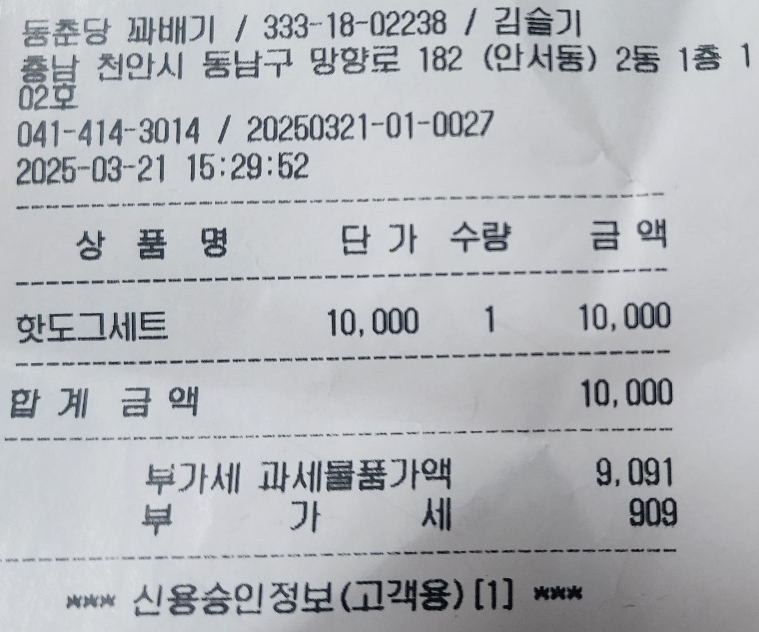 동춘당 꽈배기 / 333-18-02238 / 김슬기
충남 천안시 동남구 망향로 182 (안서동) 2동 1층 1
02호
041-414-3014 / 20250321-01-0027
2025-03-21 15:29:52
상 품 명 단 가 수량 금 액
핫도그세트 10,000 1 10,000
합 계 금 액 10,000
부가세 과세물품가액 9,091
부 가 세 909
*** 신용승인정보(고객용)[1] ***